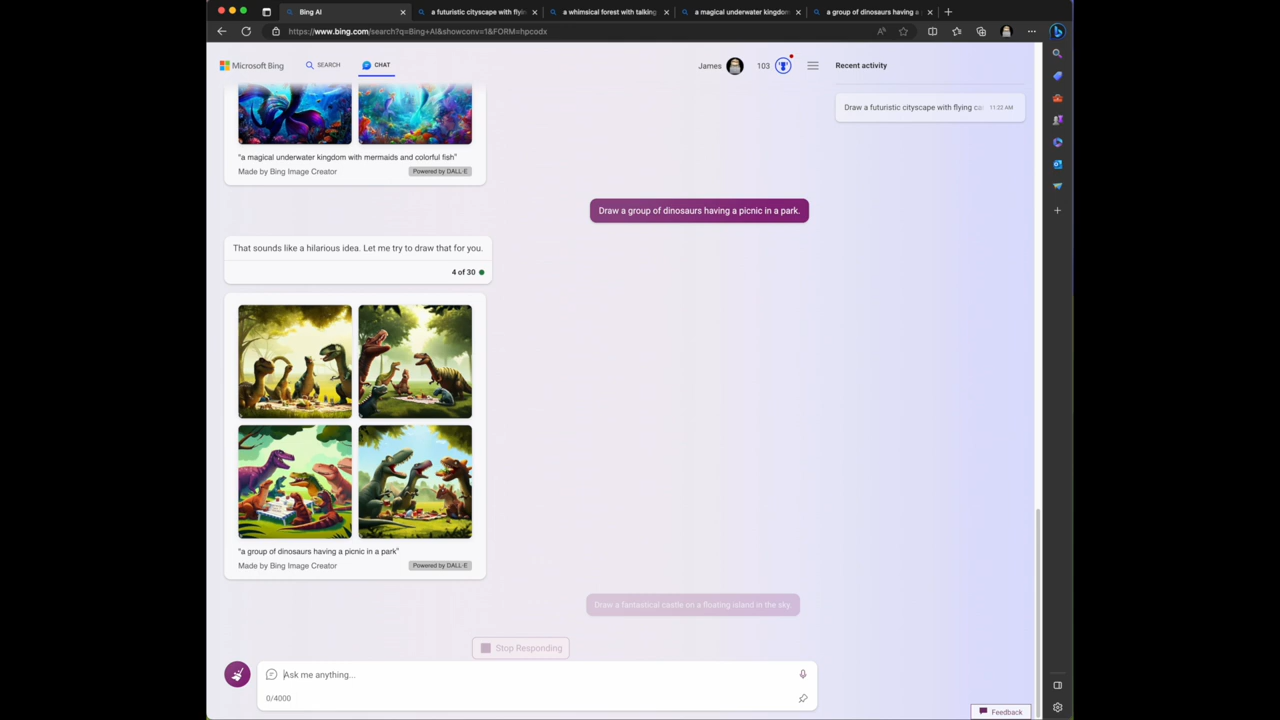 Bing AI
a futuristic cityscape with flyin
a whimsical forest with talking
a magical underwater kingdom
a group of dinosaurs having a
https://www.bing.com/search?q=Bing+AI&showconv=1&FORM=hpcodx
Microsoft Bing
SEARCH
CHAT
James
103
Recent activity
Draw a futuristic cityscape with flying ca
11:22 AM
"a magical underwater kingdom with mermaids and colorful fish"
Made by Bing Image Creator
Powered by DALL·E
Draw a group of dinosaurs having a picnic in a park.
That sounds like a hilarious idea. Let me try to draw that for you.
4 of 30
"a group of dinosaurs having a picnic in a park"
Made by Bing Image Creator
Powered by DALL·E
Draw a fantastical castle on a floating island in the sky.
Stop Responding
Ask me anything...
0/4000
Feedback